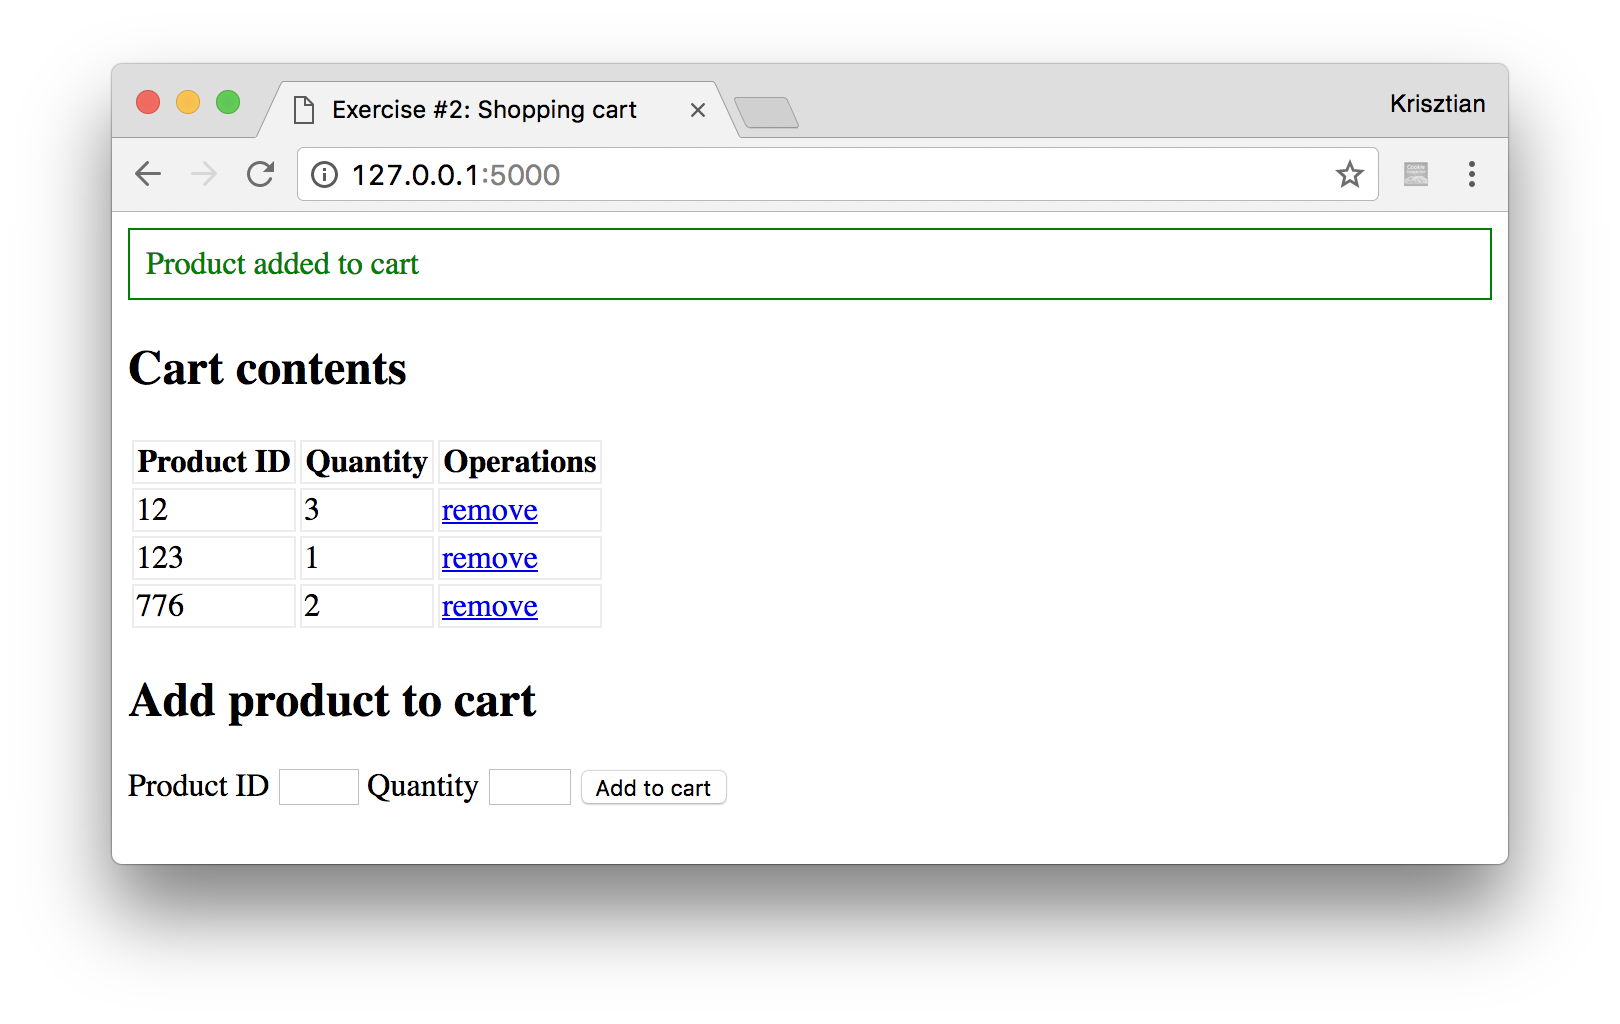 Exercise #2: Shopping cart
Krisztian
127.0.0.1:5000
Product added to cart
Cart contents
Product ID Quantity Operations
12 3 remove
123 1 remove
776 2 remove
Add product to cart
Product ID Quantity Add to cart